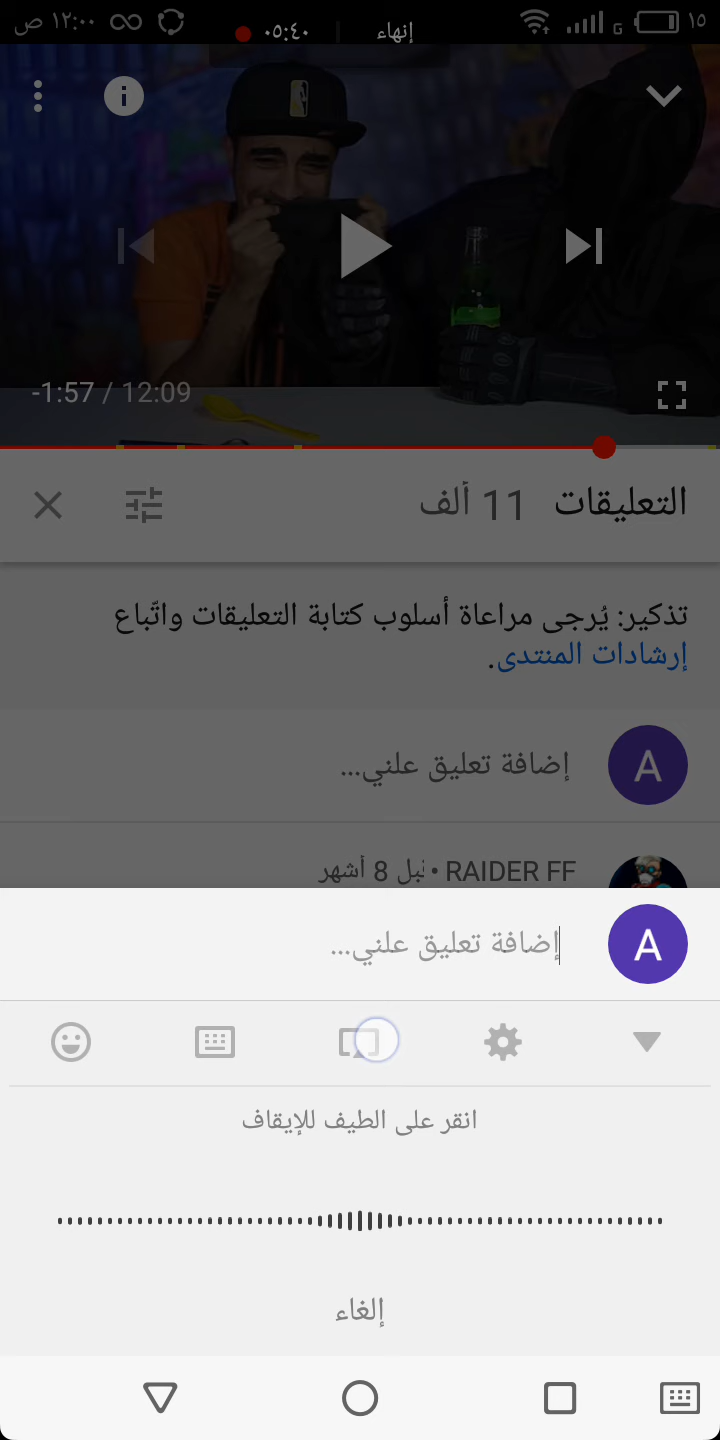 ١٢:٠٠ ص ٠٥:٤٠ إنهاء G ١٥
-1:57 / 12:09
التعليقات 11 ألف
تذكير: يُرجى مراعاة أسلوب كتابة التعليقات واتّباع
إرشادات المنتدى.
A إضافة تعليق علني...
RAIDER FF • قبل 8 أشهر
A إضافة تعليق علني...
انقر على الطيف للإيقاف
إلغاء